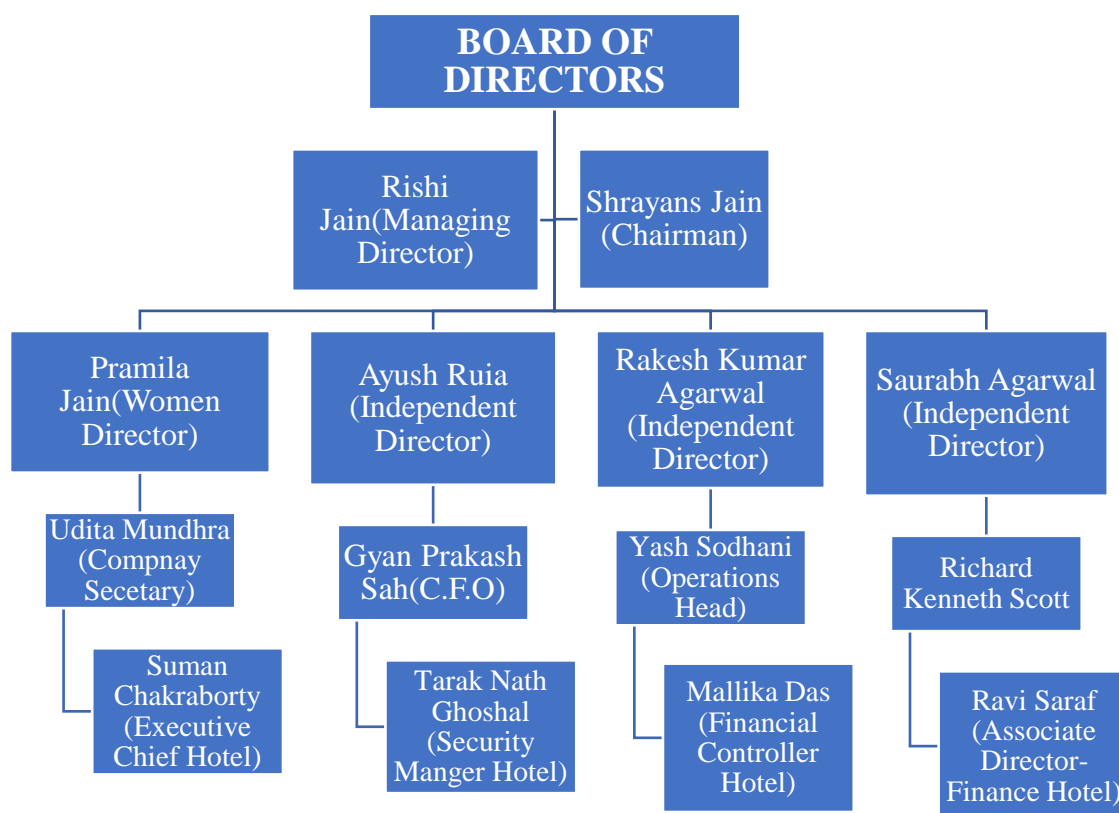 BOARD OF
DIRECTORS
Rishi
Jain(Managing
Director)
Shrayans Jain
(Chairman)
Pramila
Jain(Women
Director)
Ayush Ruia
(Independent
Director)
Rakesh Kumar
Agarwal
(Independent
Director)
Saurabh Agarwal
(Independent
Director)
Udita Mundhra
(Compnay
Secetary)
Gyan Prakash
Sah(C.F.O)
Yash Sodhani
(Operations
Head)
Richard
Kenneth Scott
Suman
Chakraborty
(Executive
Chief Hotel)
Tarak Nath
Ghoshal
(Security
Manger Hotel)
Mallika Das
(Financial
Controller
Hotel)
Ravi Saraf
(Associate
Director-
Finance Hotel)